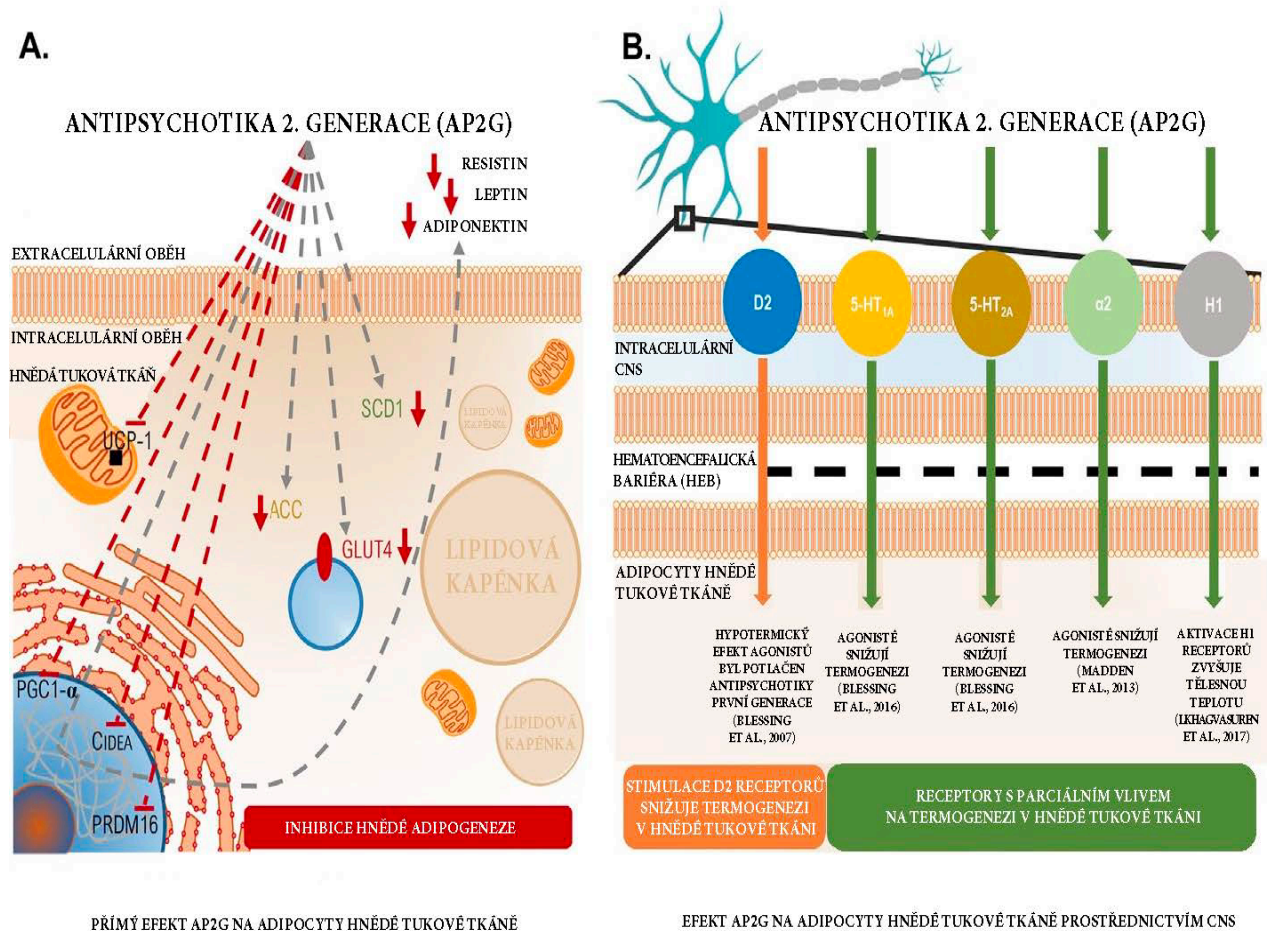 A.
ANTIPSYCHOTIKA 2. GENERACE (AP2G)
RESISTIN
LEPTIN
ADIPONEKTIN
EXTRACELULÁRNÍ OBĚH
INTRACELULÁRNÍ OBĚH
HNĚDÁ TUKOVÁ TKÁŇ
UCP-1
SCD1
ACC
GLUT4
LIPIDOVÁ
KAPĚNKA
LIPIDOVÁ
KAPĚNKA
LIPIDOVÁ
KAPĚNKA
PGC1-α
CIDEA
PRDM16
INHIBICE HNĚDÉ ADIPOGENEZE
PŘÍMÝ EFEKT AP2G NA ADIPOCYTY HNĚDÉ TUKOVÉ TKÁNĚ
B.
ANTIPSYCHOTIKA 2. GENERACE (AP2G)
D2
5-HT1A
5-HT2A
α2
H1
INTRACELULÁRNÍ
CNS
HEMATOENCEFALICKÁ
BARIÉRA (HEB)
ADIPOCYTY HNĚDÉ
TUKOVÉ TKÁNĚ
HYPOTERMICKÝ
EFEKT AGONISTŮ
BYL POTLAČEN
ANTIPSYCHOTIKY
PRVNÍ GENERACE
(BLESSING
ET AL., 2007)
AGONISTÉ
SNIŽUJÍ
TERMOGENEZI
(BLESSING
ET AL., 2016)
AGONISTÉ
SNIŽUJÍ
TERMOGENEZI
(BLESSING
ET AL., 2016)
AGONISTÉ SNIŽUJÍ
TERMOGENEZI
(MADDEN
ET AL., 2013)
AKTIVACE H1
RECEPTORŮ
ZVYŠUJE
TĚLESNOU
TEPLOTU
(LKHAGVASUREN
ET AL., 2017)
STIMULACE D2 RECEPTORŮ
SNIŽUJE TERMOGENEZI
V HNĚDÉ TUKOVÉ TKÁNI
RECEPTORY S PARCIÁLNÍM VLIVEM
NA TERMOGENEZI V HNĚDÉ TUKOVÉ TKÁNI
EFEKT AP2G NA ADIPOCYTY HNĚDÉ TUKOVÉ TKÁNĚ PROSTŘEDNICTVÍM CNS